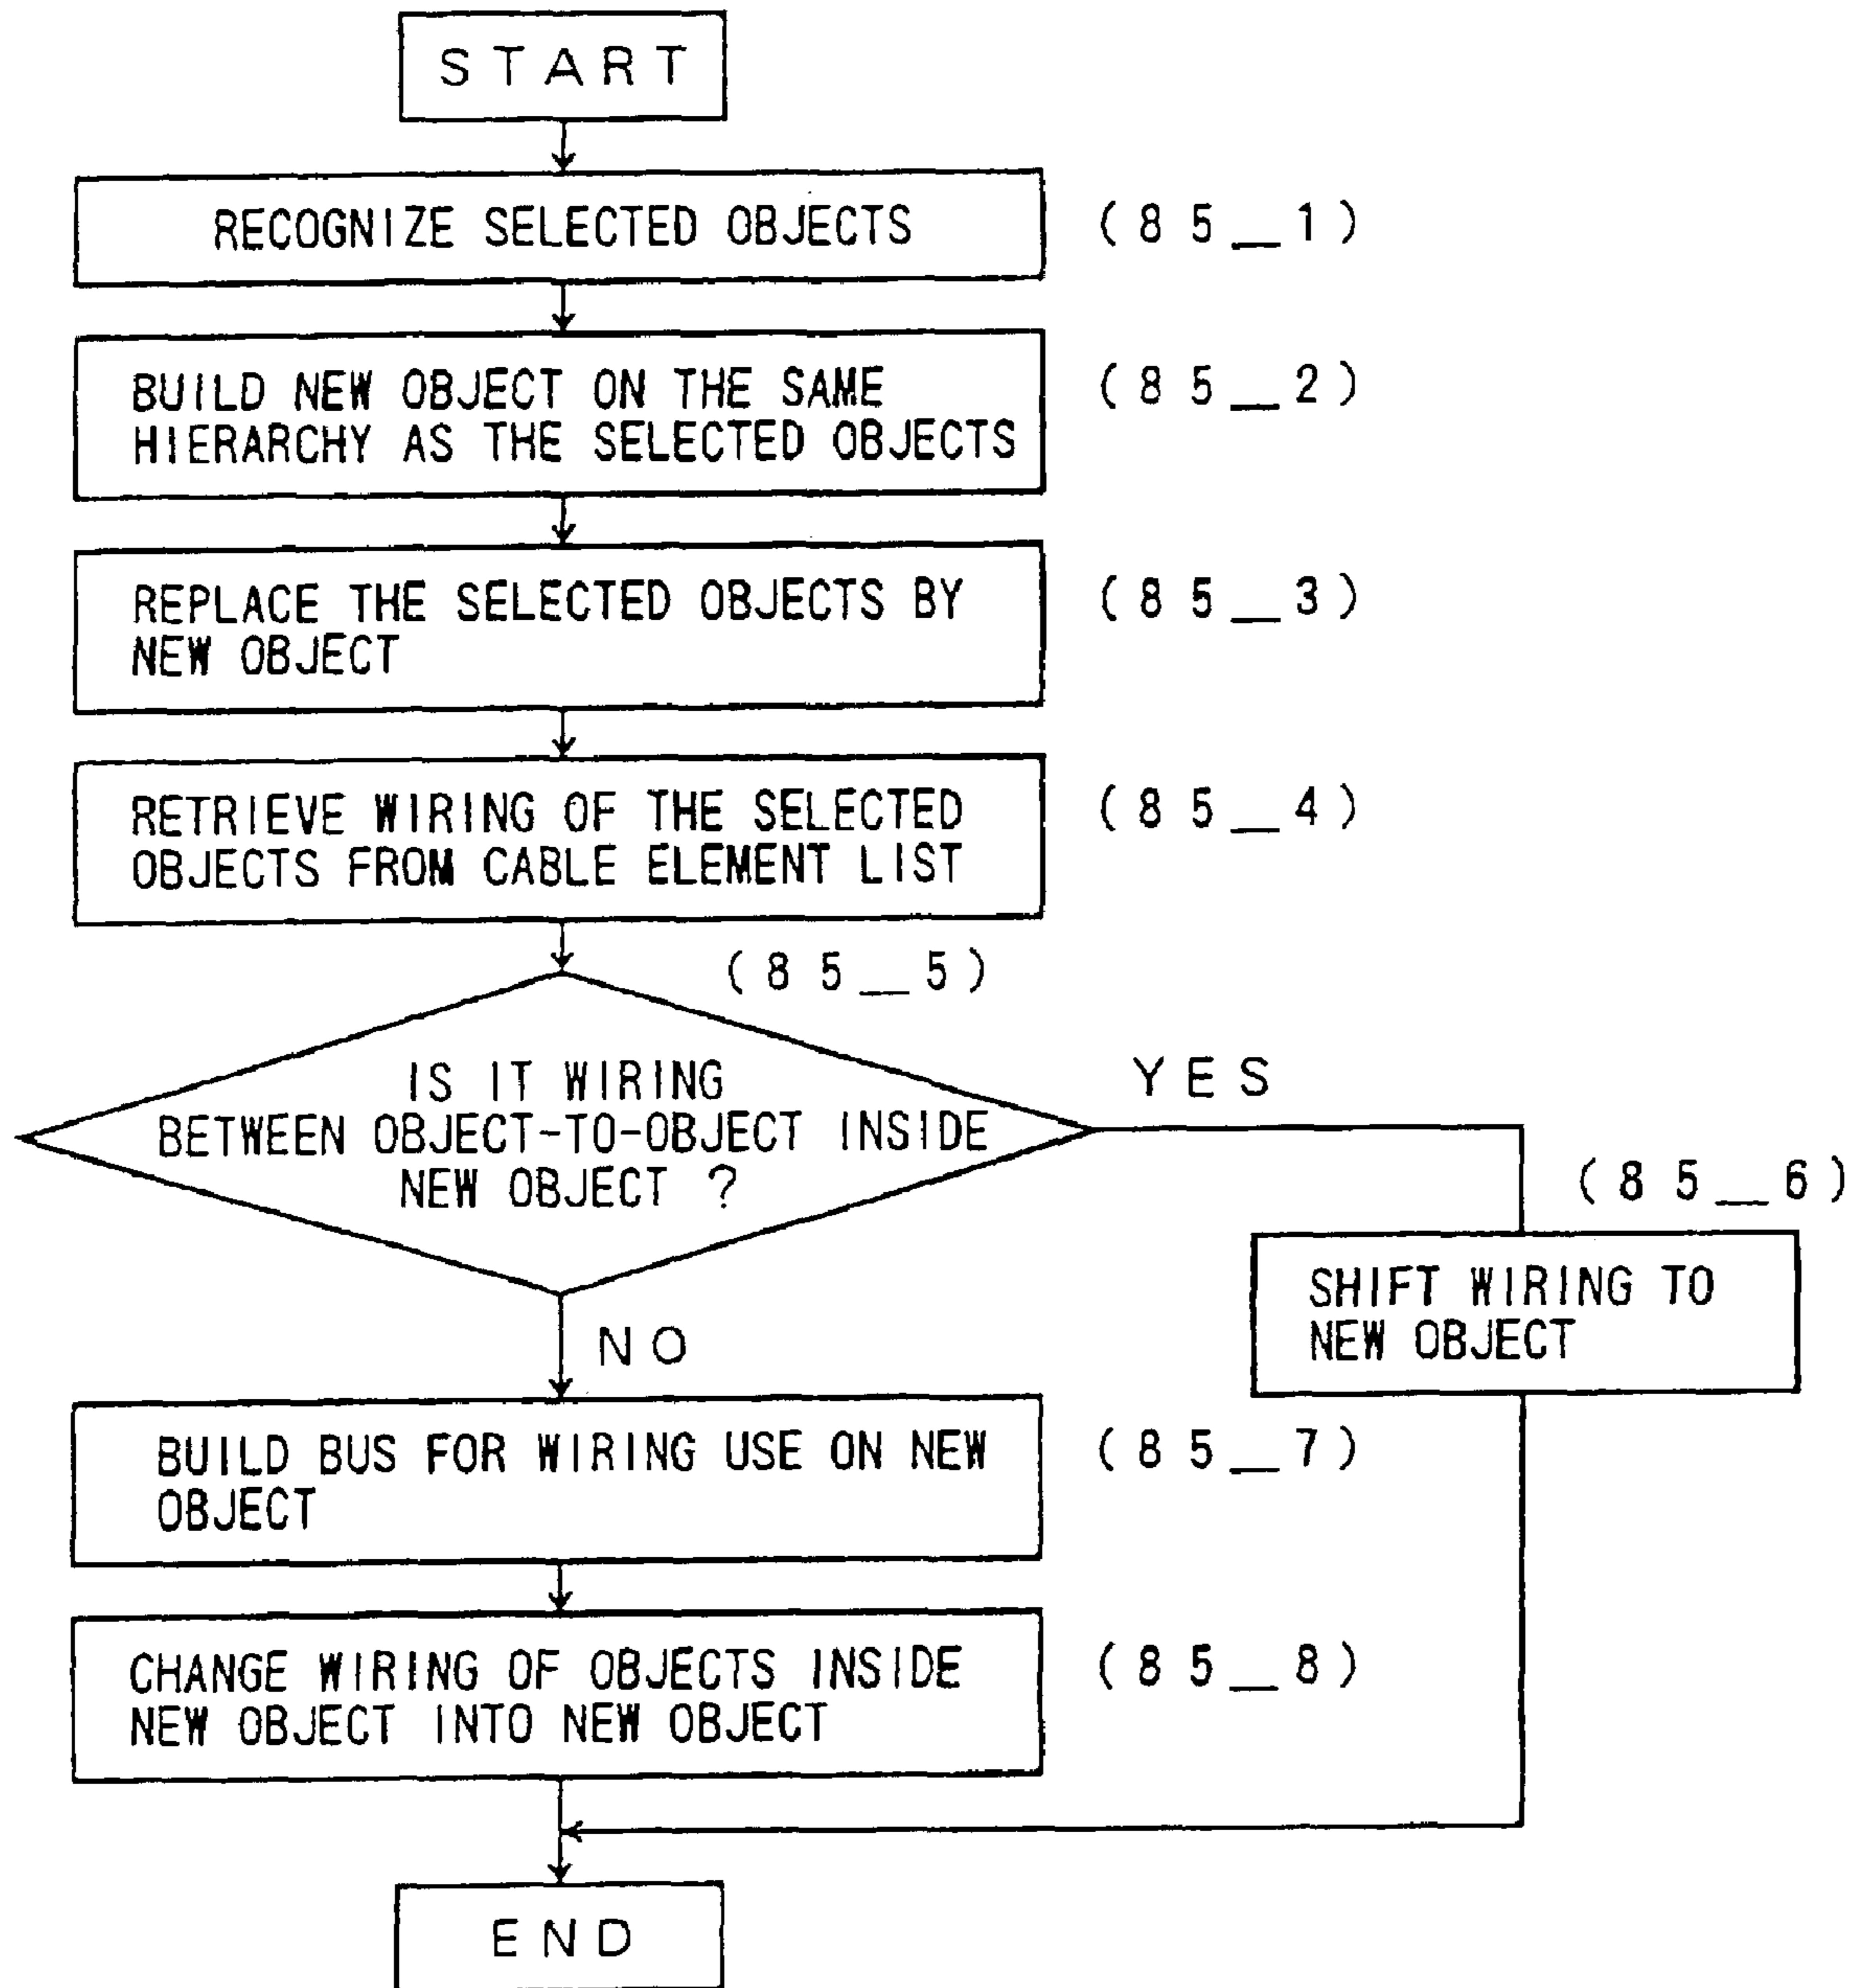 START
RECOGNIZE SELECTED OBJECTS
(85_1)
BUILD NEW OBJECT ON THE SAME
HIERARCHY AS THE SELECTED OBJECTS
(85_2)
REPLACE THE SELECTED OBJECTS BY
NEW OBJECT
(85_3)
RETRIEVE WIRING OF THE SELECTED
OBJECTS FROM CABLE ELEMENT LIST
(85_4)
(85_5)
IS IT WIRING
BETWEEN OBJECT-TO-OBJECT INSIDE
NEW OBJECT ?
YES
(85_6)
SHIFT WIRING TO
NEW OBJECT
NO
BUILD BUS FOR WIRING USE ON NEW
OBJECT
(85_7)
CHANGE WIRING OF OBJECTS INSIDE
NEW OBJECT INTO NEW OBJECT
(85_8)
END